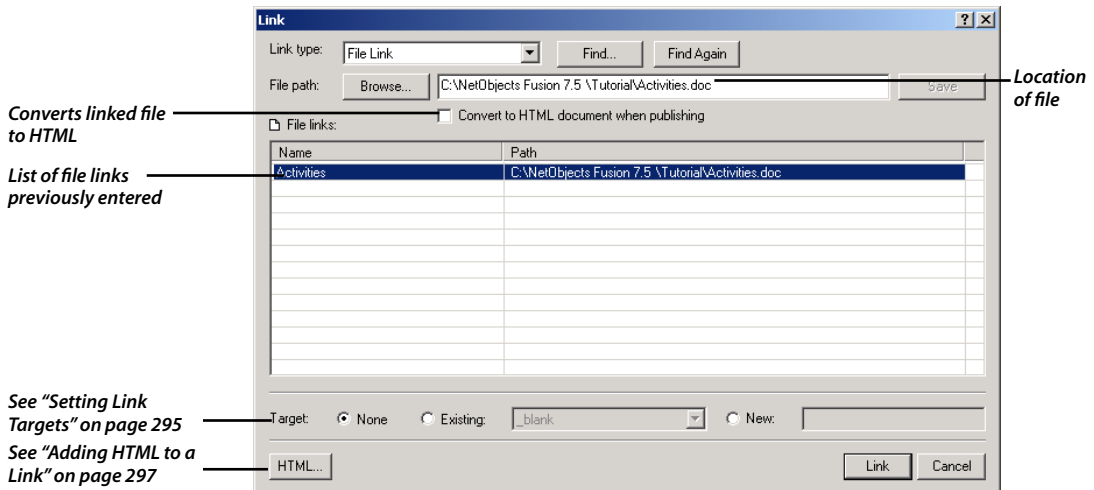 Link
Link type: File Link Find... Find Again
File path: Browse... C:\NetObjects Fusion 7.5 \Tutorial\Activities.doc Save
Location
of file
Converts linked file
to HTML
Convert to HTML document when publishing
File links:
Name Path
List of file links
previously entered
Activities C:\NetObjects Fusion 7.5 \Tutorial\Activities.doc
See “Setting Link
Targets” on page 295
Target: None Existing: _blank New:
See “Adding HTML to a
Link” on page 297
HTML... Link Cancel